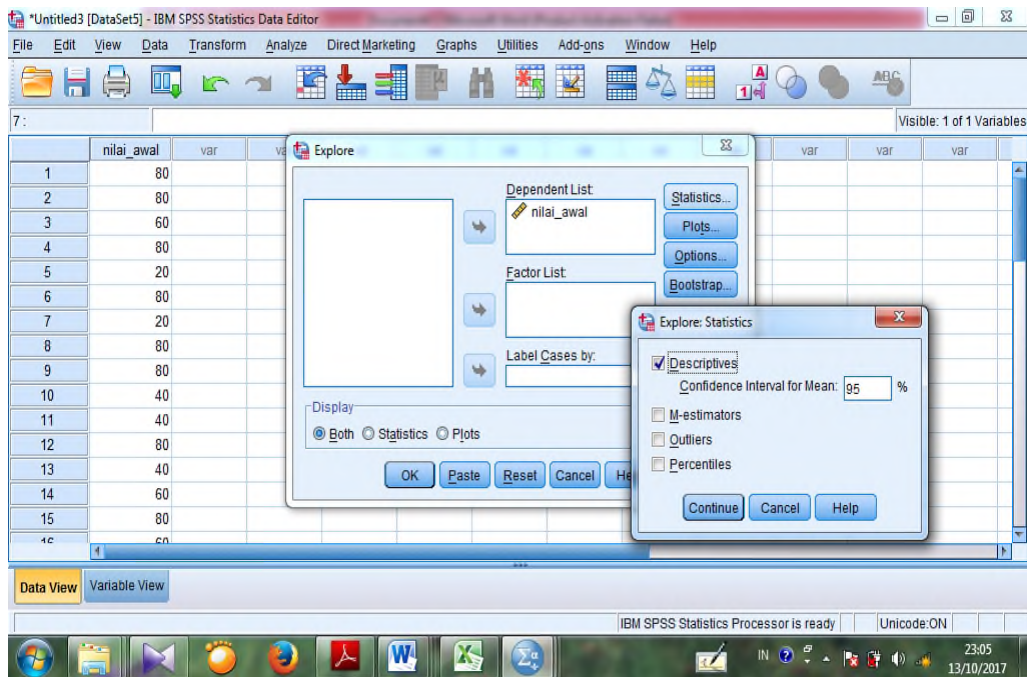 *Untitled3 [DataSet5] - IBM SPSS Statistics Data Editor
File Edit View Data Transform Analyze Direct Marketing Graphs Utilities Add-ons Window Help
7 :
Visible: 1 of 1 Variables
nilai_awal var var var var
1 80
2 80
3 60
4 80
5 20
6 80
7 20
8 80
9 80
10 40
11 40
12 80
13 40
14 60
15 80
16 60
Explore
Dependent List:
nilai_awal
Factor List:
Label Cases by:
Statistics...
Plots...
Options...
Bootstrap...
Display
Both Statistics Plots
OK Paste Reset Cancel
Explore: Statistics
Descriptives
Confidence Interval for Mean: 95 %
M-estimators
Outliers
Percentiles
Continue Cancel Help
Data View Variable View
IBM SPSS Statistics Processor is ready Unicode:ON
IN 23:05
13/10/2017